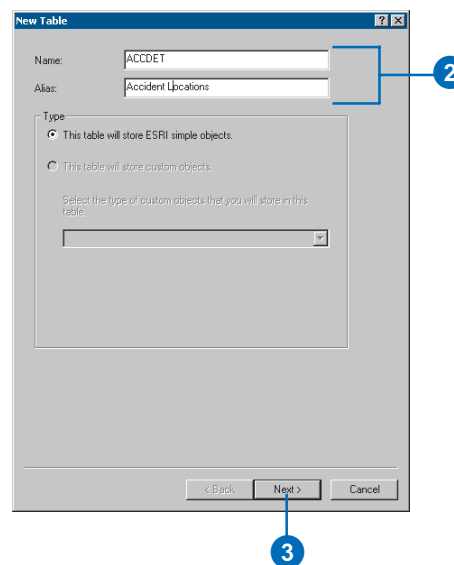 New Table
Name: ACCDET
2
Alias: Accident Locations
Type
This table will store ESRI simple objects.
This table will store custom objects.
Select the type of custom objects that you will store in this
table.
< Back Next > Cancel
3